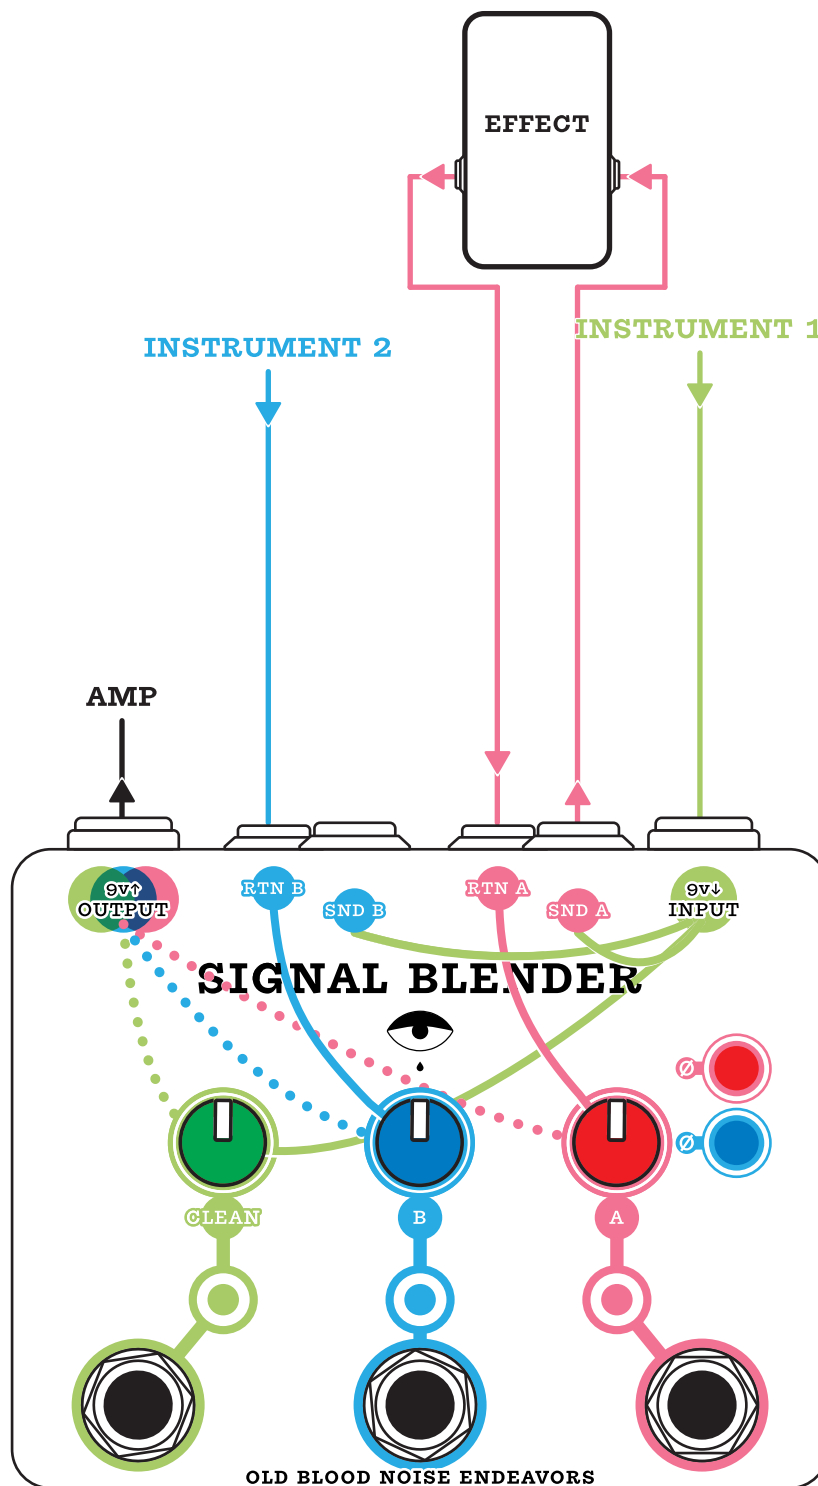 EFFECT
INSTRUMENT 1
INSTRUMENT 2
AMP
9V↑
OUTPUT
RTN B
SND B
RTN A
SND A
9V↓
INPUT
SIGNAL BLENDER
Ø
Ø
CLEAN
B
A
OLD BLOOD NOISE ENDEAVORS